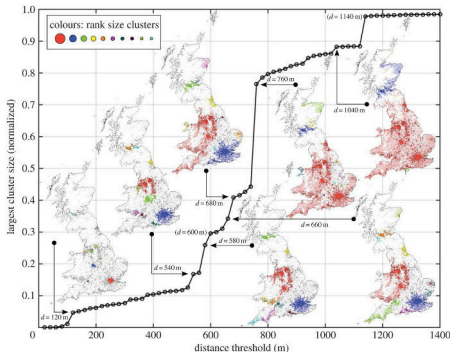 colours: rank size clusters
(d = 1140 m)
d = 760 m
d = 1040 m
d = 680 m
(d = 600 m)
d = 660 m
d = 580 m
d = 540 m
d = 120 m
largest cluster size (normalized)
1.0
0.9
0.8
0.7
0.6
0.5
0.4
0.3
0.2
0.1
0
0 200 400 600 800 1000 1200 1400
distance threshold (m)